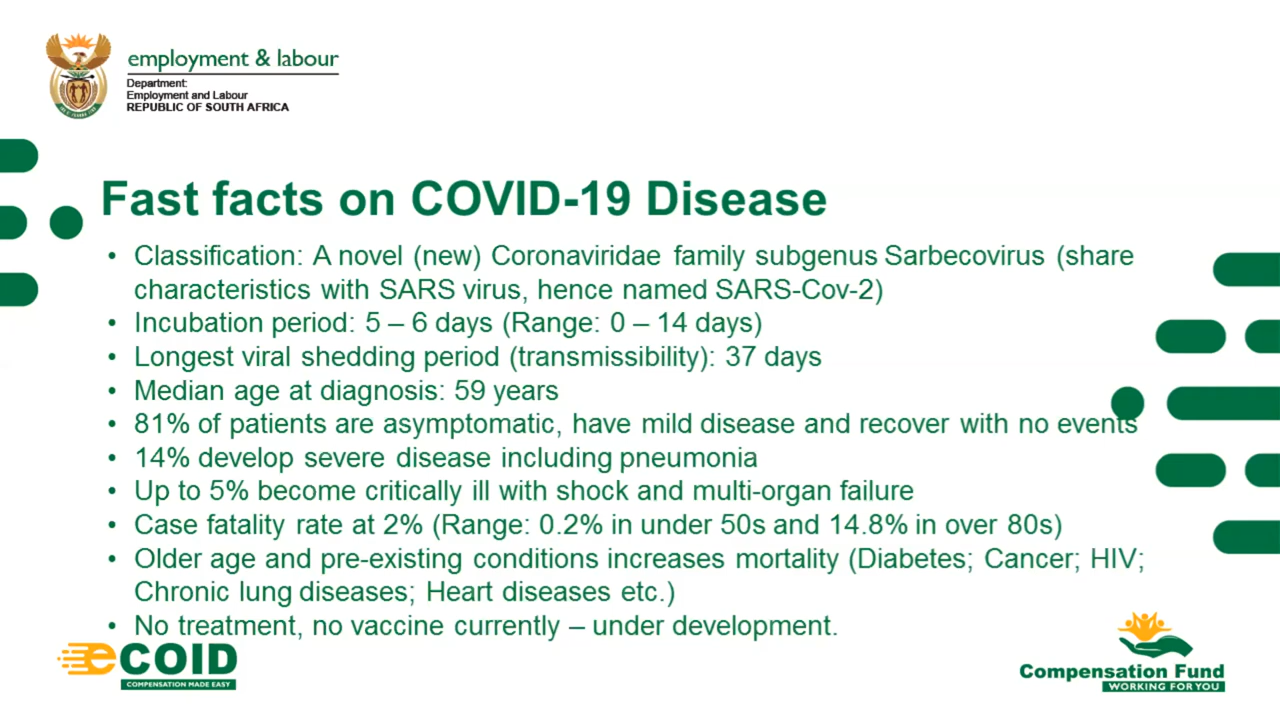 employment & labour
Department:
Employment and Labour
REPUBLIC OF SOUTH AFRICA
Fast facts on COVID-19 Disease
• Classification: A novel (new) Coronaviridae family subgenus Sarbecovirus (share
characteristics with SARS virus, hence named SARS-Cov-2)
• Incubation period: 5 – 6 days (Range: 0 – 14 days)
• Longest viral shedding period (transmissibility): 37 days
• Median age at diagnosis: 59 years
• 81% of patients are asymptomatic, have mild disease and recover with no events
• 14% develop severe disease including pneumonia
• Up to 5% become critically ill with shock and multi-organ failure
• Case fatality rate at 2% (Range: 0.2% in under 50s and 14.8% in over 80s)
• Older age and pre-existing conditions increases mortality (Diabetes; Cancer; HIV;
Chronic lung diseases; Heart diseases etc.)
• No treatment, no vaccine currently – under development.
eCOID
COMPENSATION MADE EASY
Compensation Fund
WORKING FOR YOU